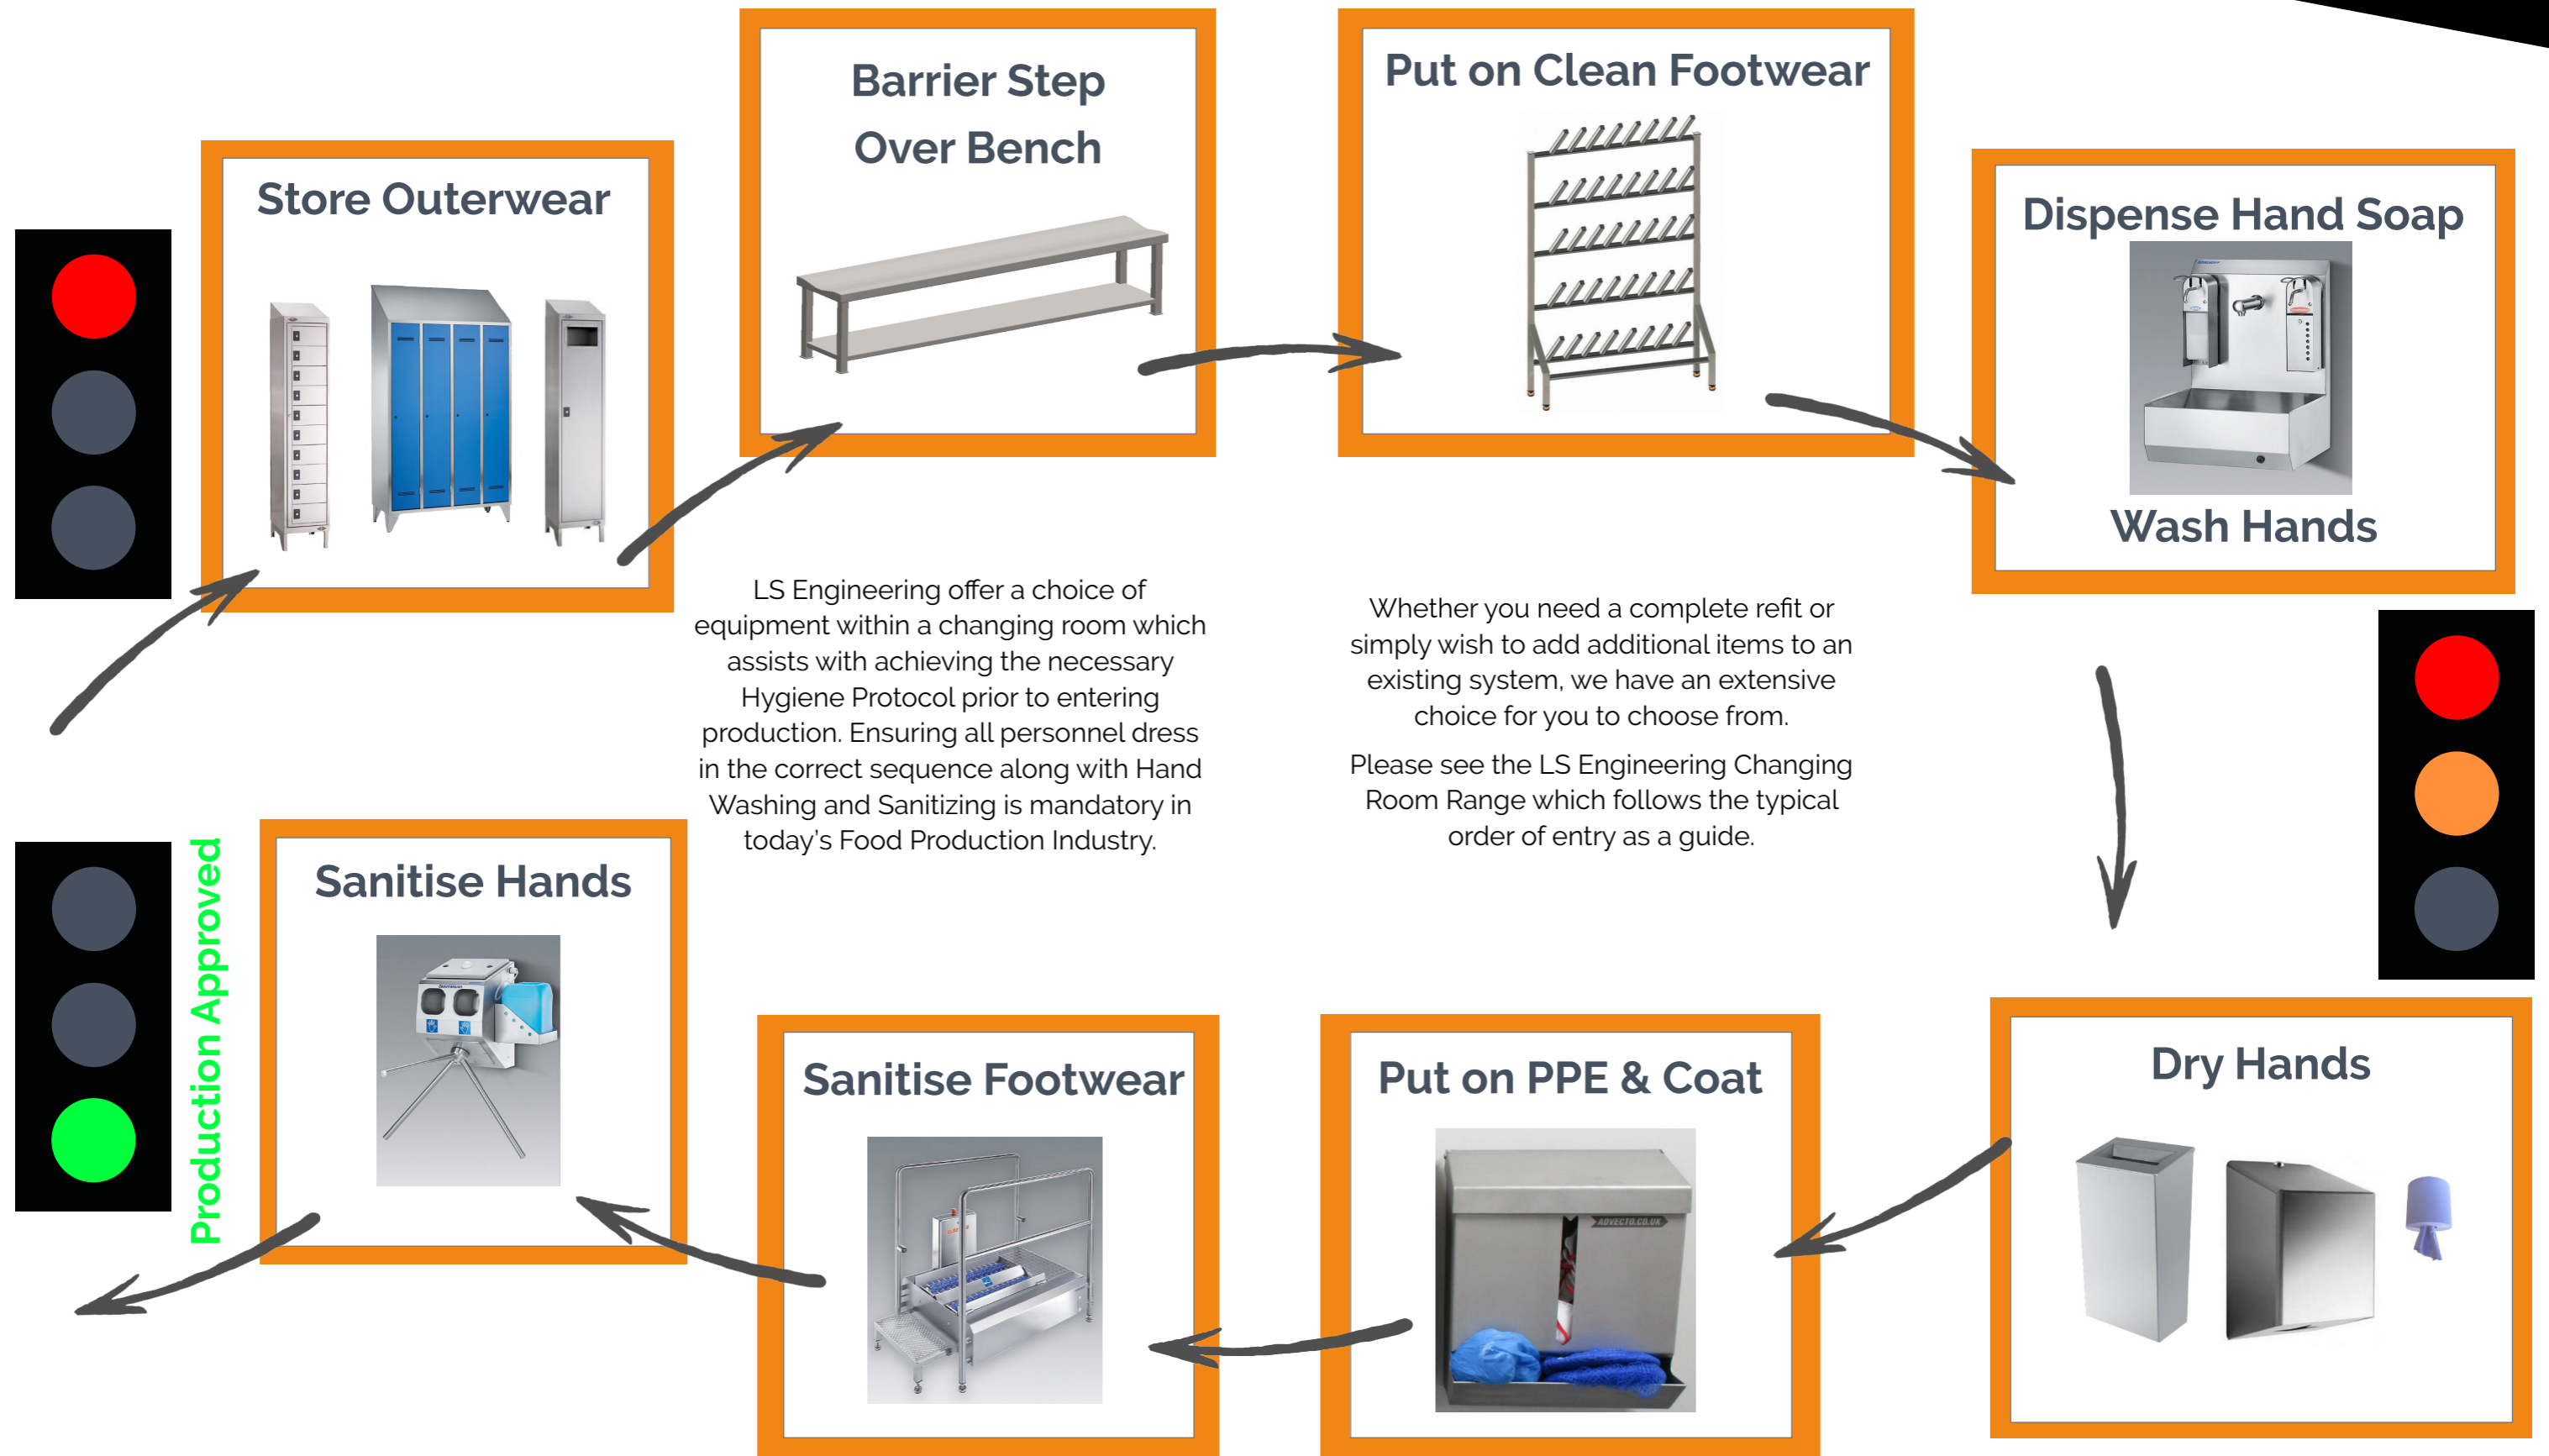 Store Outerwear
Barrier Step
Over Bench
Put on Clean Footwear
Dispense Hand Soap
Wash Hands
LS Engineering offer a choice of
equipment within a changing room which
assists with achieving the necessary
Hygiene Protocol prior to entering
production. Ensuring all personnel dress
in the correct sequence along with Hand
Washing and Sanitizing is mandatory in
today's Food Production Industry.
Whether you need a complete refit or
simply wish to add additional items to an
existing system, we have an extensive
choice for you to choose from.
Please see the LS Engineering Changing
Room Range which follows the typical
order of entry as a guide.
Dry Hands
Put on PPE & Coat
ADVECTO.CO.UK
Sanitise Footwear
Sanitise Hands
Production Approved